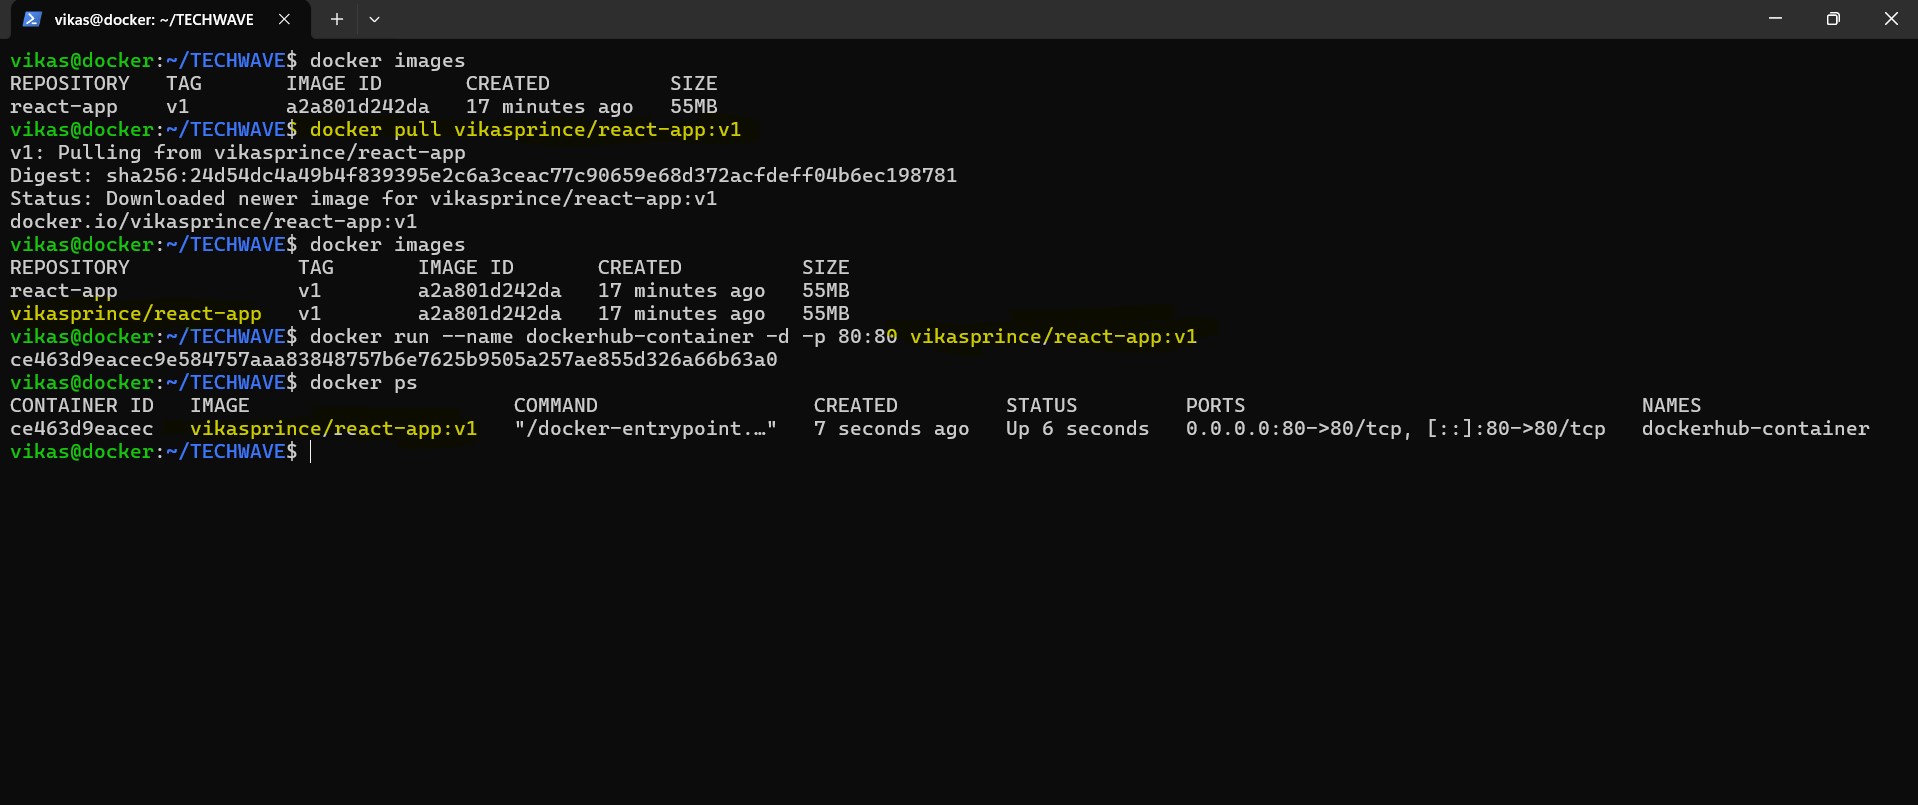 vikas@docker: ~/TECHWAVE
vikas@docker:~/TECHWAVE$ docker images
REPOSITORY   TAG       IMAGE ID       CREATED          SIZE
react-app    v1        a2a801d242da   17 minutes ago   55MB
vikas@docker:~/TECHWAVE$ docker pull vikasprince/react-app:v1
v1: Pulling from vikasprince/react-app
Digest: sha256:24d54dc4a49b4f839395e2c6a3ceac77c90659e68d372acfdeff04b6ec198781
Status: Downloaded newer image for vikasprince/react-app:v1
docker.io/vikasprince/react-app:v1
vikas@docker:~/TECHWAVE$ docker images
REPOSITORY              TAG       IMAGE ID       CREATED          SIZE
react-app               v1        a2a801d242da   17 minutes ago   55MB
vikasprince/react-app   v1        a2a801d242da   17 minutes ago   55MB
vikas@docker:~/TECHWAVE$ docker run --name dockerhub-container -d -p 80:80 vikasprince/react-app:v1
ce463d9eacec9e584757aaa83848757b6e7625b9505a257ae855d326a66b63a0
vikas@docker:~/TECHWAVE$ docker ps
CONTAINER ID   IMAGE                      COMMAND                  CREATED         STATUS         PORTS                                 NAMES
ce463d9eacec   vikasprince/react-app:v1   "/docker-entrypoint.…"   7 seconds ago   Up 6 seconds   0.0.0.0:80->80/tcp, [::]:80->80/tcp   dockerhub-container
vikas@docker:~/TECHWAVE$